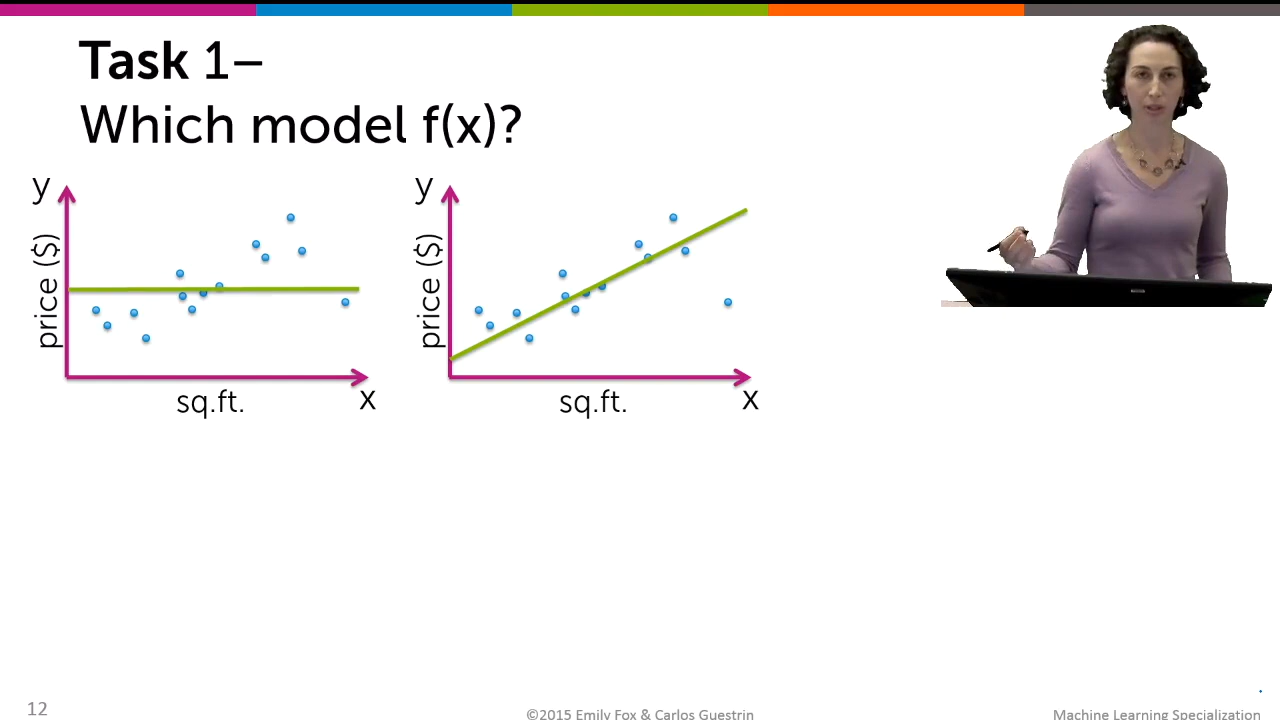 Task 1–
Which model f(x)?
y
price ($)
sq.ft.
x
y
price ($)
sq.ft.
x
12
©2015 Emily Fox & Carlos Guestrin
Machine Learning Specialization